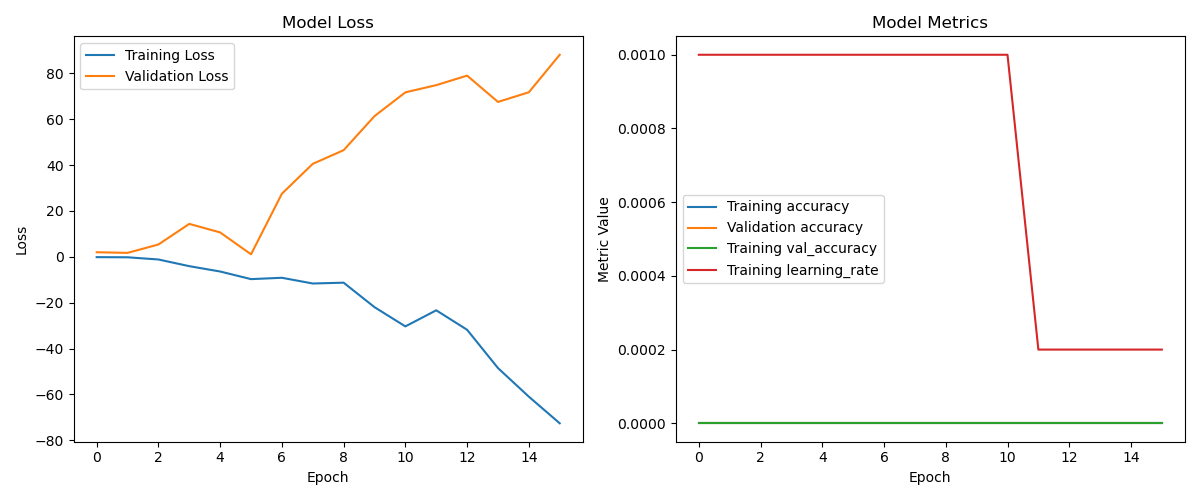 Model Loss
Training Loss
Validation Loss
80
60
40
20
0
−20
−40
−60
−80
Loss
0 2 4 6 8 10 12 14
Epoch
Model Metrics
0.0010
0.0008
0.0006
0.0004
0.0002
0.0000
Metric Value
Training accuracy
Validation accuracy
Training val_accuracy
Training learning_rate
0 2 4 6 8 10 12 14
Epoch